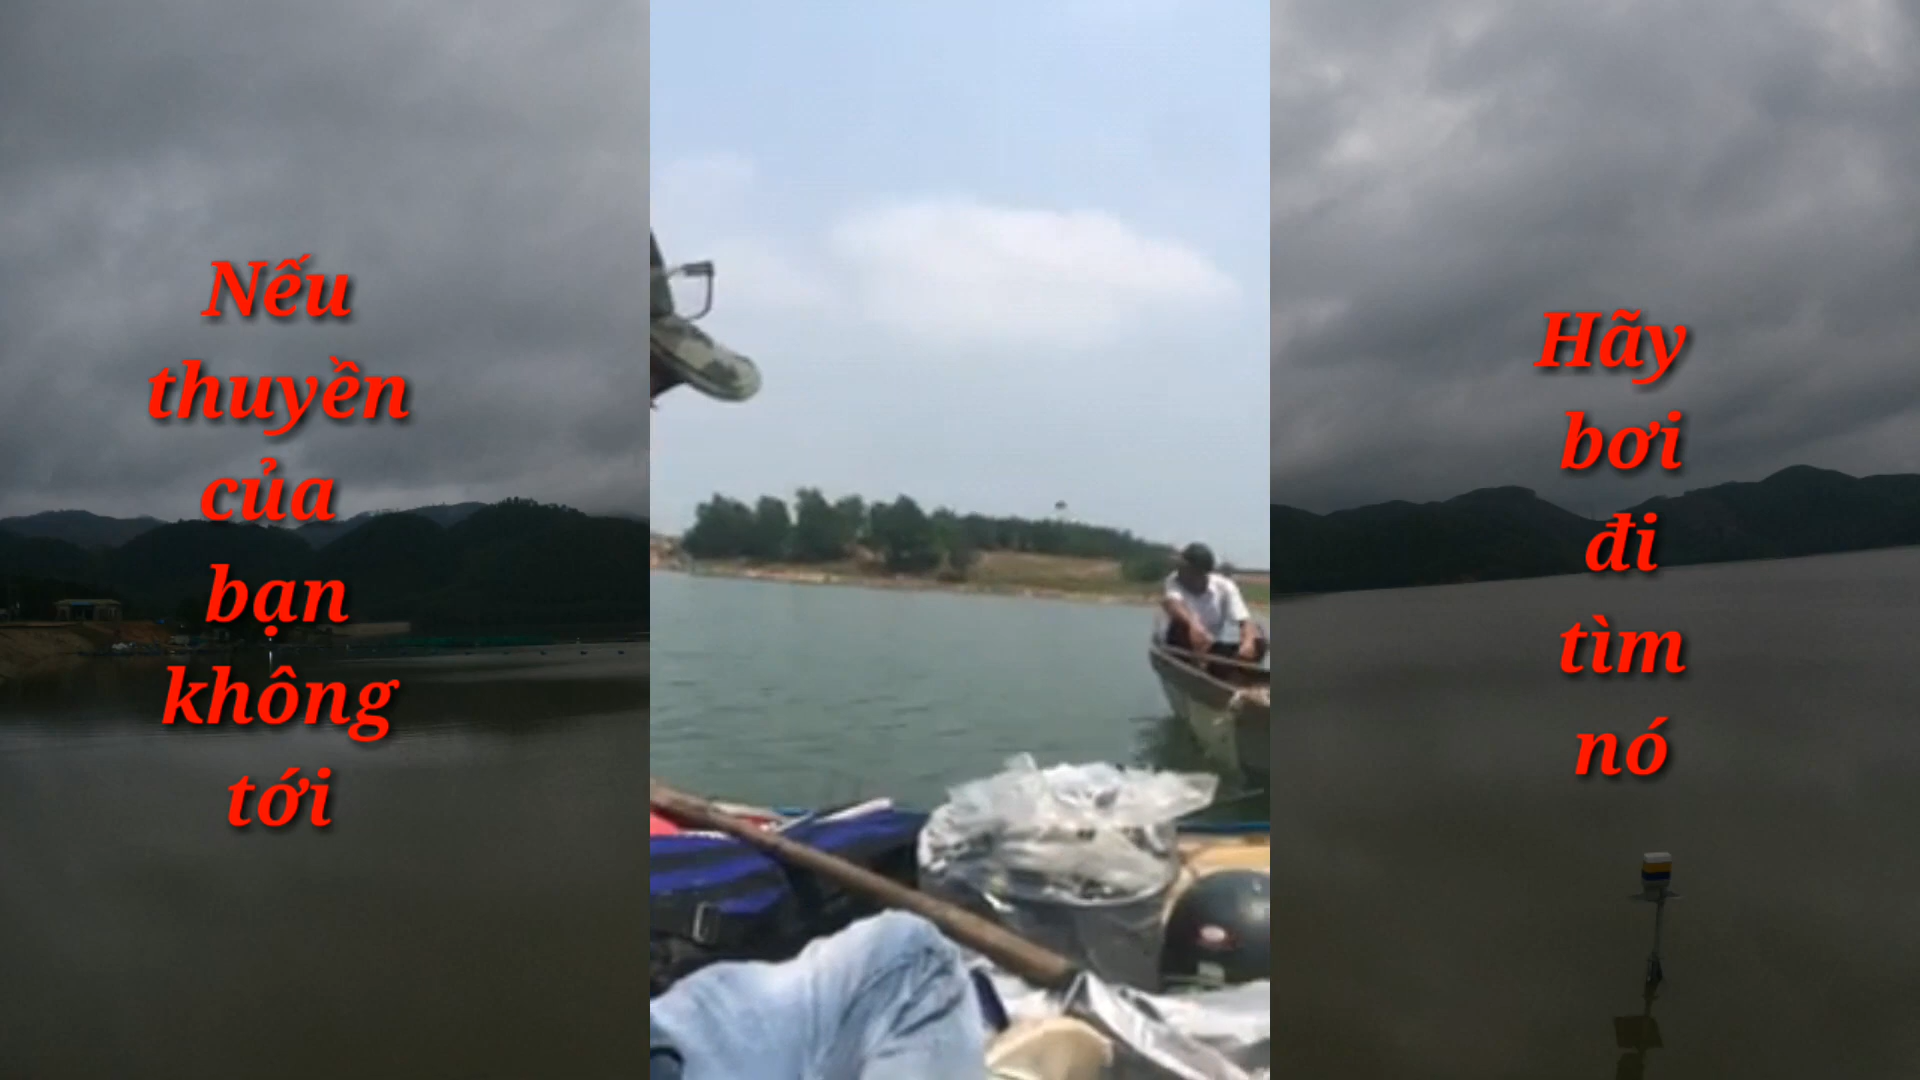 Nếu
thuyền
của
bạn
không
tới
Hãy
bơi
đi
tìm
nó